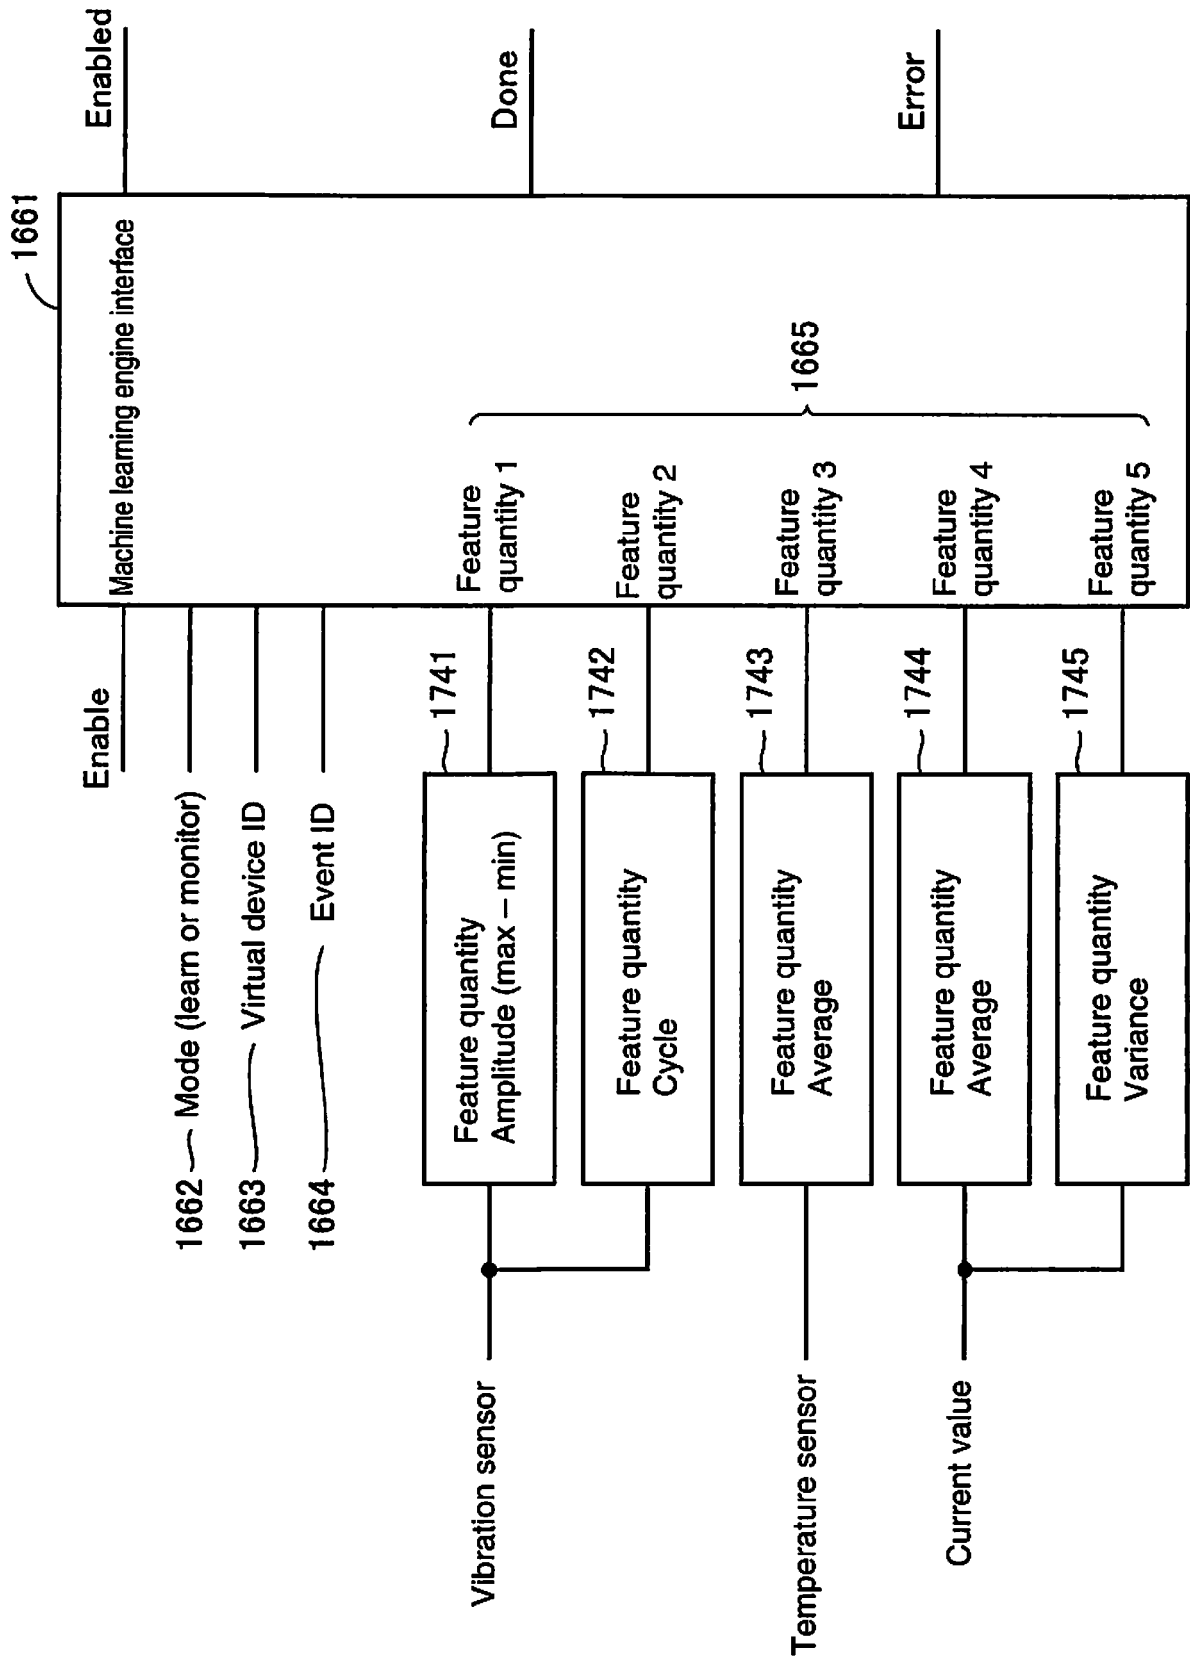 1661
Enable
Machine learning engine interface
Enabled
1662
Mode (learn or monitor)
1663
Virtual device ID
1664
Event ID
Vibration sensor
Feature quantity
Amplitude (max – min)
1741
Feature
quantity 1
Done
Feature quantity
Cycle
1742
Feature
quantity 2
Temperature sensor
Feature quantity
Average
1743
Feature
quantity 3
1665
Current value
Feature quantity
Average
1744
Feature
quantity 4
Error
Feature quantity
Variance
1745
Feature
quantity 5